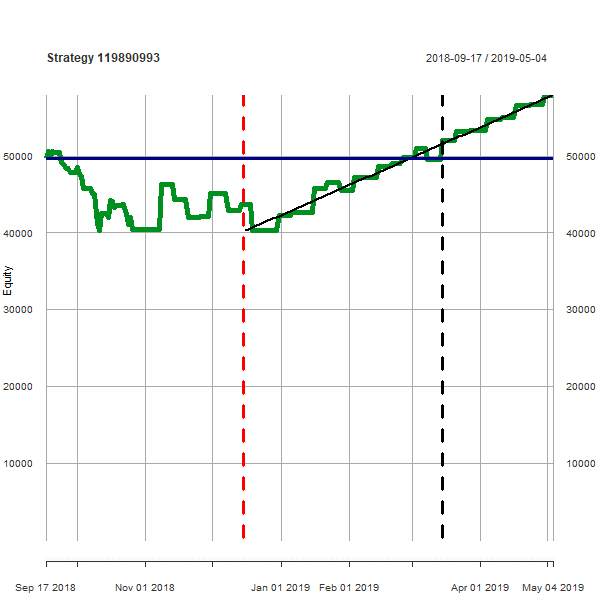 Strategy 119890993
2018-09-17 / 2019-05-04
50000
50000
40000
40000
Equity
30000
30000
20000
20000
10000
10000
Sep 17 2018
Nov 01 2018
Jan 01 2019
Feb 01 2019
Apr 01 2019
May 04 2019